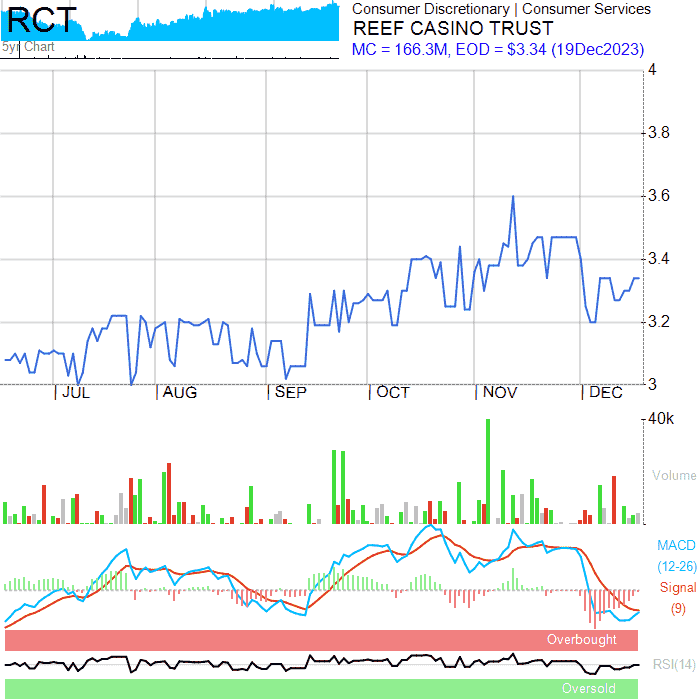 RCT
5yr Chart
Consumer Discretionary | Consumer Services
REEF CASINO TRUST
MC = 166.3M, EOD = $3.34 (19Dec2023)
4
3.8
3.6
3.4
3.2
3
JUL AUG SEP OCT NOV DEC
40k
Volume
MACD
(12-26)
Signal
(9)
Overbought
RSI(14)
Oversold